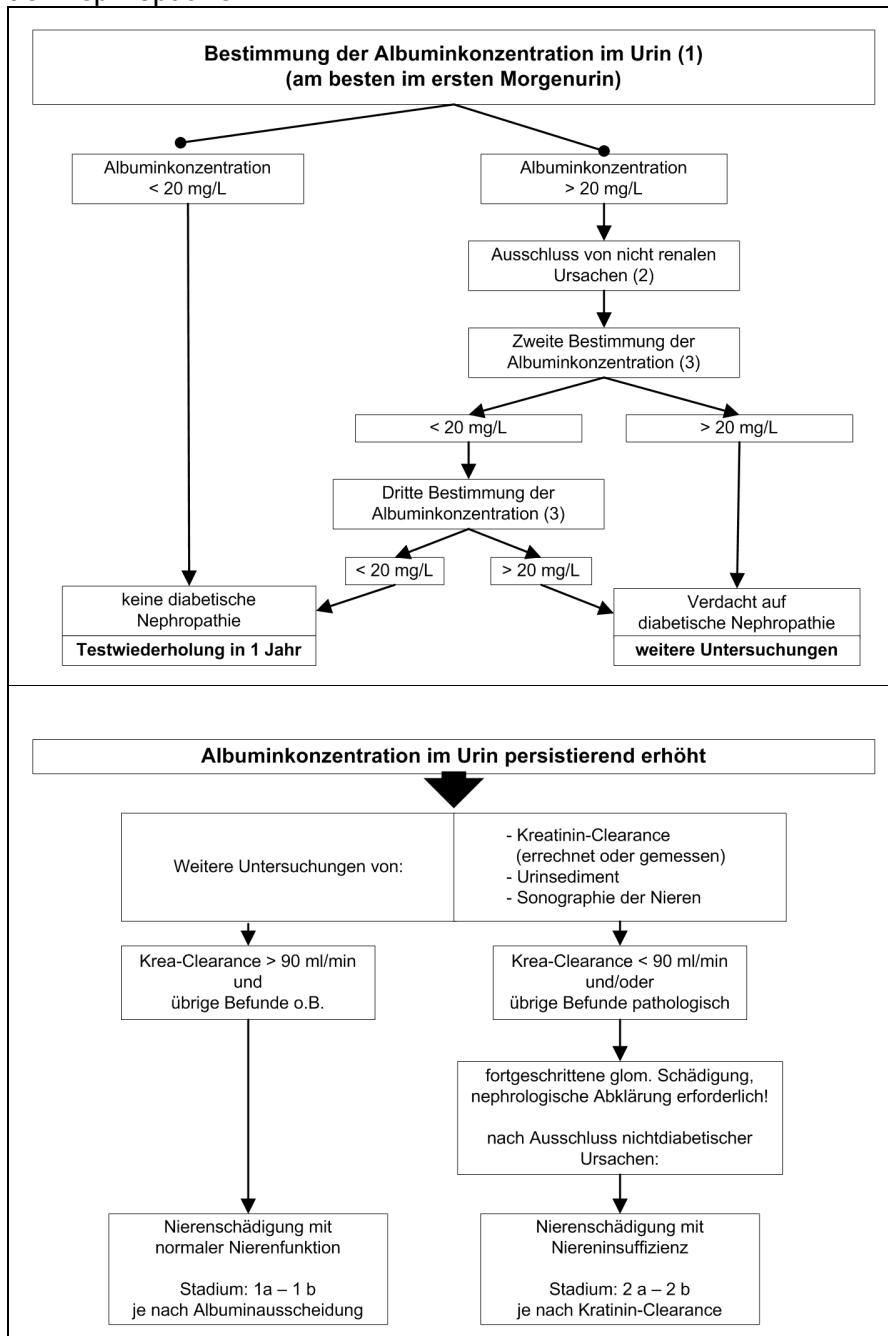 Bestimmung der Albuminkonzentration im Urin (1)
(am besten im ersten Morgenurin)
Albuminkonzentration
< 20 mg/L
Albuminkonzentration
> 20 mg/L
Ausschluss von nicht renalen
Ursachen (2)
Zweite Bestimmung der
Albuminkonzentration (3)
< 20 mg/L
> 20 mg/L
Dritte Bestimmung der
Albuminkonzentration (3)
< 20 mg/L
> 20 mg/L
keine diabetische
Nephropathie
Testwiederholung in 1 Jahr
Verdacht auf
diabetische Nephropathie
weitere Untersuchungen
Albuminkonzentration im Urin persistierend erhöht
Weitere Untersuchungen von:
- Kreatinin-Clearance
(errechnet oder gemessen)
- Urinsediment
- Sonographie der Nieren
Krea-Clearance > 90 ml/min
und
übrige Befunde o.B.
Krea-Clearance < 90 ml/min
und/oder
übrige Befunde pathologisch
fortgeschrittene glom. Schädigung,
nephrologische Abklärung erforderlich!
nach Ausschluss nichtdiabetischer
Ursachen:
Nierenschädigung mit
normaler Nierenfunktion
Stadium: 1a – 1 b
je nach Albuminausscheidung
Nierenschädigung mit
Niereninsuffizienz
Stadium: 2 a – 2 b
je nach Kratinin-Clearance